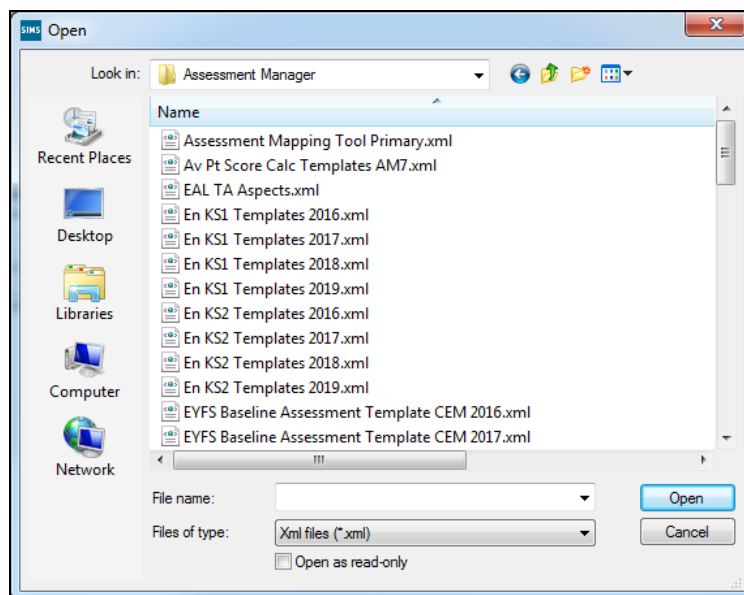 SIMS Open
Look in: Assessment Manager
Name
Assessment Mapping Tool Primary.xml
Av Pt Score Calc Templates AM7.xml
EAL TA Aspects.xml
En KS1 Templates 2016.xml
En KS1 Templates 2017.xml
En KS1 Templates 2018.xml
En KS1 Templates 2019.xml
En KS2 Templates 2016.xml
En KS2 Templates 2017.xml
En KS2 Templates 2018.xml
En KS2 Templates 2019.xml
EYFS Baseline Assessment Template CEM 2016.xml
EYFS Baseline Assessment Template CEM 2017.xml
Recent Places
Desktop
Libraries
Computer
Network
File name:
Open
Files of type: Xml files (*.xml)
Cancel
Open as read-only